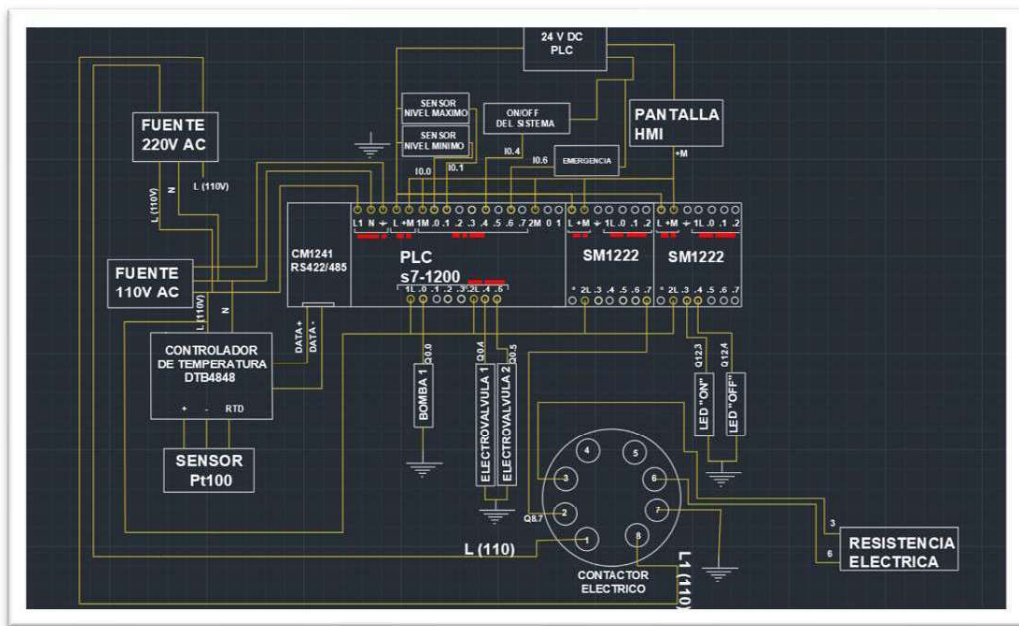 24 V DC
PLC
SENSOR
NIVEL MAXIMO
SENSOR
NIVEL MINIMO
ON/OFF
DEL SISTEMA
PANTALLA
HMI
+M
I0.4
I0.6
EMERGENCIA
I0.0
I0.1
FUENTE
220V AC
L (110V)
N
L (110V)
L1 N L +M 1M .0 .1 .2 .3 .4 .5 .6 .7 2M 0 1
L +M 1L .0 .1 .2
L +M 1L .0 .1 .2
CM1241
RS422/485
PLC
s7-1200
SM1222
SM1222
1L .0 .1 .2 .3 2L .4 .5
* 2L .4 .5 .6 .7
* 2L .3 .4 .5 .6 .7
FUENTE
110V AC
L (110V)
N
DATA+
DATA -
CONTROLADOR
DE TEMPERATURA
DTB4848
+ - RTD
SENSOR
Pt100
Q0.0
BOMBA 1
Q0.4
Q0.5
ELECTROVALVULA 1
ELECTROVALVULA 2
Q12.3
Q12.4
LED "ON"
LED "OFF"
4 5
3 6
2 7
1 8
Q8.7
L (110)
CONTACTOR
ELECTRICO
L1 (110)
3
6
RESISTENCIA
ELECTRICA